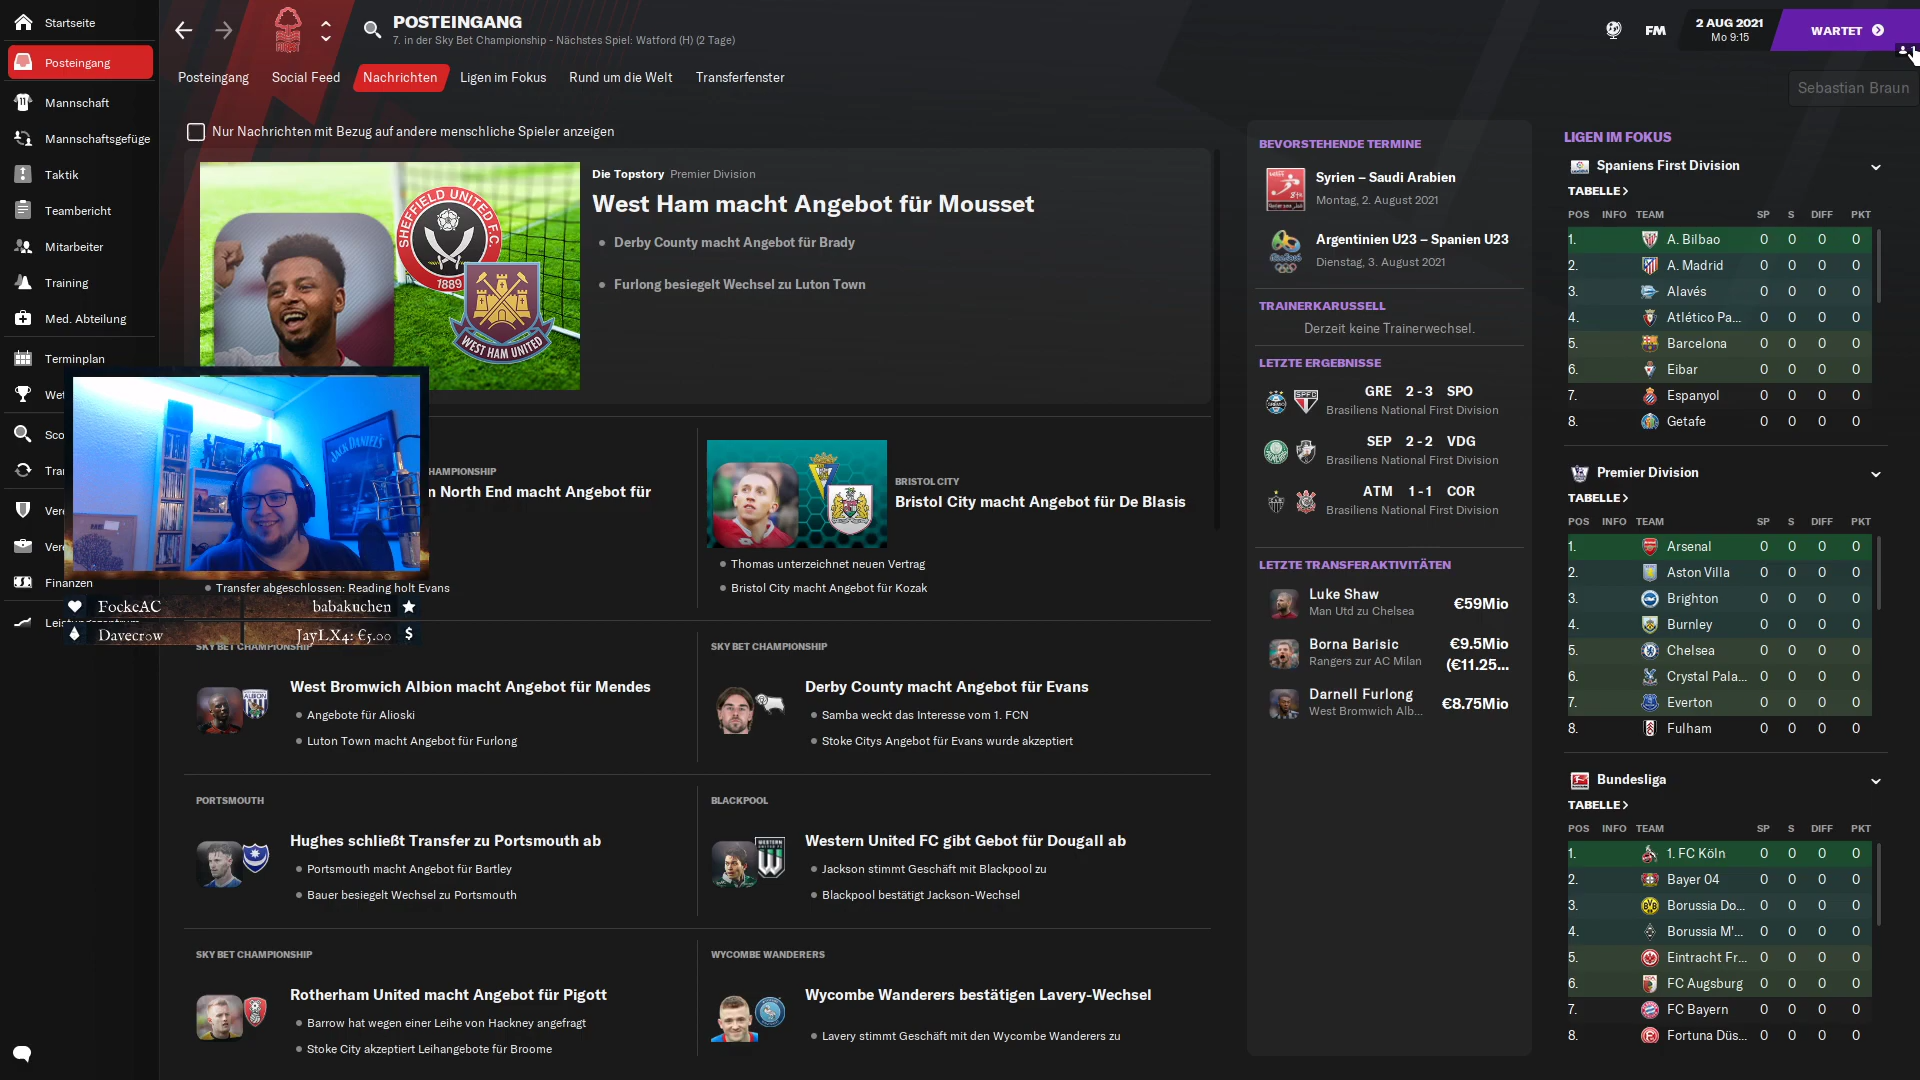 Startseite
Posteingang
Mannschaft
Mannschaftsgefüge
Taktik
Teambericht
Mitarbeiter
Training
Med. Abteilung
Terminplan
Finanzen
POSTEINGANG
7. in der Sky Bet Championship - Nächstes Spiel: Watford (H) (2 Tage)
FM
2 AUG 2021
Mo 9:15
WARTET
1
Sebastian Braun
Posteingang
Social Feed
Nachrichten
Ligen im Fokus
Rund um die Welt
Transferfenster
Nur Nachrichten mit Bezug auf andere menschliche Spieler anzeigen
SHEFFIELD UNITED F.C.
1889
WEST HAM UNITED
Die Topstory Premier Division
West Ham macht Angebot für Mousset
Derby County macht Angebot für Brady
Furlong besiegelt Wechsel zu Luton Town
JACK DANIEL'S
HAMPIONSHIP
n North End macht Angebot für
Transfer abgeschlossen: Reading holt Evans
FockeAC
babakuchen
Davecrow
JayLX4: €5.00
$
BRISTOL CITY
Bristol City macht Angebot für De Blasis
Thomas unterzeichnet neuen Vertrag
Bristol City macht Angebot für Kozak
SKY BET CHAMPIONSHIP
West Bromwich Albion macht Angebot für Mendes
Angebote für Alioski
Luton Town macht Angebot für Furlong
SKY BET CHAMPIONSHIP
Derby County macht Angebot für Evans
Samba weckt das Interesse vom 1. FCN
Stoke Citys Angebot für Evans wurde akzeptiert
PORTSMOUTH
Hughes schließt Transfer zu Portsmouth ab
Portsmouth macht Angebot für Bartley
Bauer besiegelt Wechsel zu Portsmouth
BLACKPOOL
Western United FC gibt Gebot für Dougall ab
Jackson stimmt Geschäft mit Blackpool zu
Blackpool bestätigt Jackson-Wechsel
SKY BET CHAMPIONSHIP
Rotherham United macht Angebot für Pigott
Barrow hat wegen einer Leihe von Hackney angefragt
Stoke City akzeptiert Leihangebote für Broome
WYCOMBE WANDERERS
Wycombe Wanderers bestätigen Lavery-Wechsel
Lavery stimmt Geschäft mit den Wycombe Wanderers zu
BEVORSTEHENDE TERMINE
Syrien – Saudi Arabien
Montag, 2. August 2021
Argentinien U23 – Spanien U23
Dienstag, 3. August 2021
TRAINERKARUSSELL
Derzeit keine Trainerwechsel.
LETZTE ERGEBNISSE
GRE 2 - 3 SPO
Brasiliens National First Division
SEP 2 - 2 VDG
Brasiliens National First Division
ATM 1 - 1 COR
Brasiliens National First Division
LETZTE TRANSFERAKTIVITÄTEN
Luke Shaw
Man Utd zu Chelsea
€59Mio
Borna Barisic
Rangers zur AC Milan
€9.5Mio
(€11.25...
Darnell Furlong
West Bromwich Alb...
€8.75Mio
LIGEN IM FOKUS
Spaniens First Division
TABELLE
POS INFO TEAM SP S DIFF PKT
1. A. Bilbao 0 0 0 0
2. A. Madrid 0 0 0 0
3. Alavés 0 0 0 0
4. Atlético Pa... 0 0 0 0
5. Barcelona 0 0 0 0
6. Eibar 0 0 0 0
7. Espanyol 0 0 0 0
8. Getafe 0 0 0 0
Premier Division
TABELLE
POS INFO TEAM SP S DIFF PKT
1. Arsenal 0 0 0 0
2. Aston Villa 0 0 0 0
3. Brighton 0 0 0 0
4. Burnley 0 0 0 0
5. Chelsea 0 0 0 0
6. Crystal Pala... 0 0 0 0
7. Everton 0 0 0 0
8. Fulham 0 0 0 0
Bundesliga
TABELLE
POS INFO TEAM SP S DIFF PKT
1. 1. FC Köln 0 0 0 0
2. Bayer 04 0 0 0 0
3. Borussia Do... 0 0 0 0
4. Borussia M'... 0 0 0 0
5. Eintracht Fr... 0 0 0 0
6. FC Augsburg 0 0 0 0
7. FC Bayern 0 0 0 0
8. Fortuna Düs... 0 0 0 0